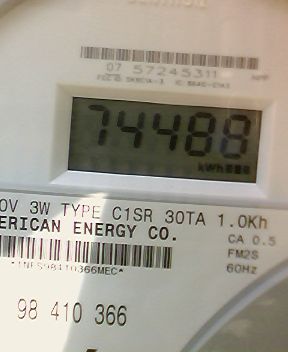 07 57245311
74488
kWh
0V 3W TYPE C1SR 30TA 1.0Kh
ERICAN ENERGY CO.
CA 0.5
FM2S
60Hz
*INES98410366MEC*
98 410 366